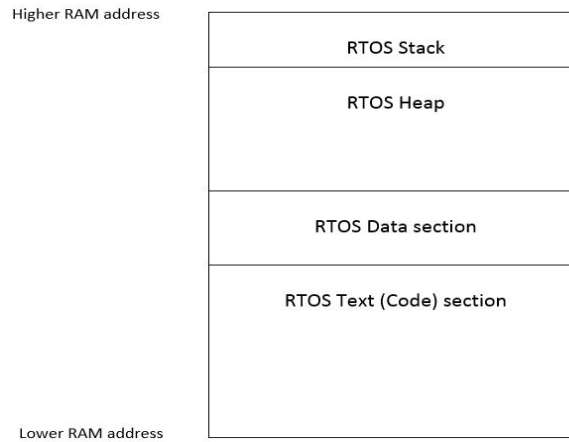 Higher RAM address
RTOS Stack
RTOS Heap
RTOS Data section
RTOS Text (Code) section
Lower RAM address